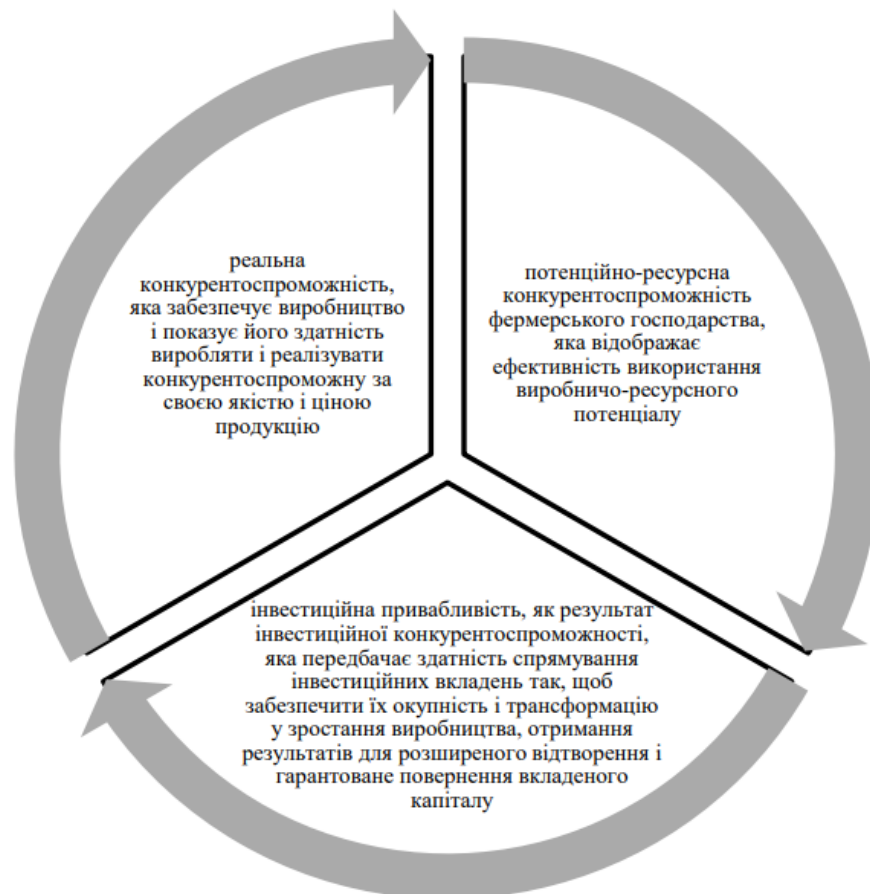 реальна
конкурентоспроможність,
яка забезпечує виробництво
і показує його здатність
виробляти і реалізувати
конкурентоспроможну за
своєю якістю і ціною
продукцію
потенційно-ресурсна
конкурентоспроможність
фермерського господарства,
яка відображає
ефективність використання
виробничо-ресурсного
потенціалу
інвестиційна привабливість, як результат
інвестиційної конкурентоспроможності,
яка передбачає здатність спрямування
інвестиційних вкладень так, щоб
забезпечити їх окупність і трансформацію
у зростання виробництва, отримання
результатів для розширеного відтворення і
гарантоване повернення вкладеного
капіталу